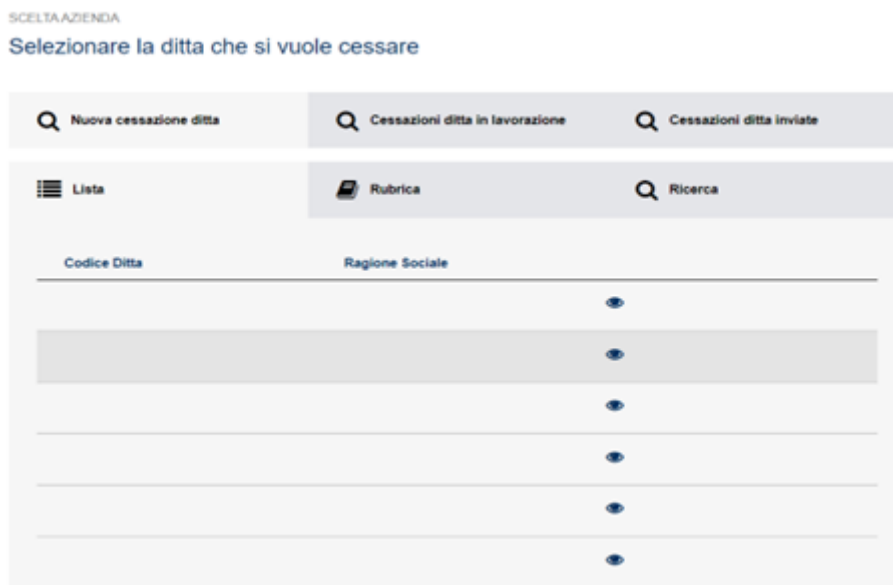 SCELTA AZIENDA
Selezionare la ditta che si vuole cessare
Nuova cessazione ditta Cessazioni ditta in lavorazione Cessazioni ditta inviate
Lista Rubrica Ricerca
Codice Ditta Ragione Sociale